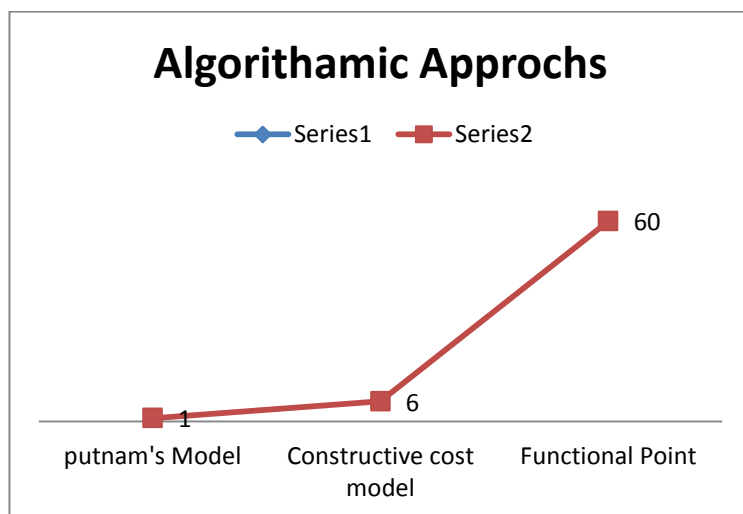 Algorithamic Approchs
Series1 Series2
60
6
1
putnam's Model Constructive cost Functional Point
model